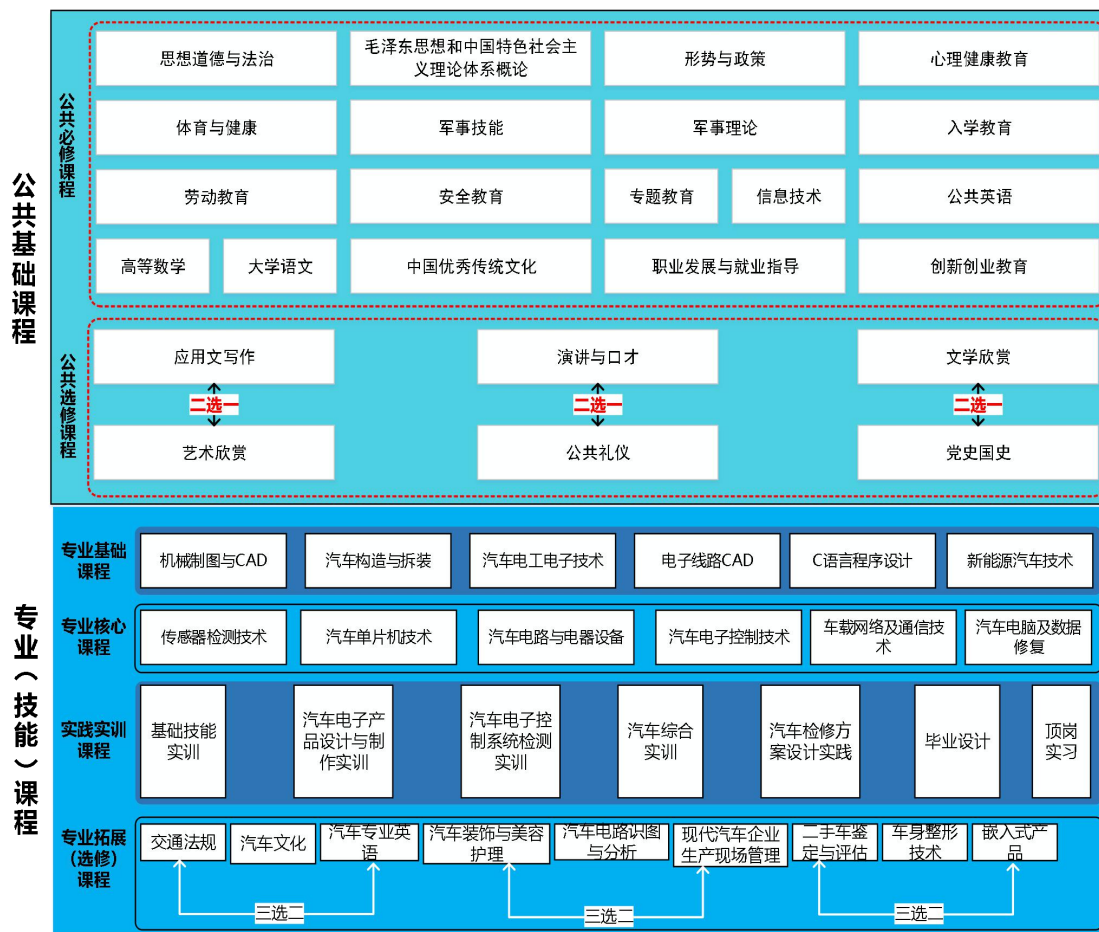 公共基础课程
公共必修课程
思想道德与法治
毛泽东思想和中国特色社会主
义理论体系概论
形势与政策
心理健康教育
体育与健康
军事技能
军事理论
入学教育
劳动教育
安全教育
专题教育
信息技术
公共英语
高等数学
大学语文
中国优秀传统文化
职业发展与就业指导
创新创业教育
公共选修课程
应用文写作
演讲与口才
文学欣赏
二选一
二选一
二选一
艺术欣赏
公共礼仪
党史国史
专业（技能）课程
专业基础
课程
机械制图与CAD
汽车构造与拆装
汽车电工电子技术
电子线路CAD
C语言程序设计
新能源汽车技术
专业核心
课程
传感器检测技术
汽车单片机技术
汽车电路与电器设备
汽车电子控制技术
车载网络及通信技
术
汽车电脑及数据
修复
实践实训
课程
基础技能
实训
汽车电子产
品设计与制
作实训
汽车电子控
制系统检测
实训
汽车综合
实训
汽车检修方
案设计实践
毕业设计
顶岗
实习
专业拓展
(选修)
课程
交通法规
汽车文化
汽车专业英
语
汽车装饰与美容
护理
汽车电路识图
与分析
现代汽车企业
生产现场管理
二手车鉴
定与评估
车身整形
技术
嵌入式产
品
三选二
三选二
三选二